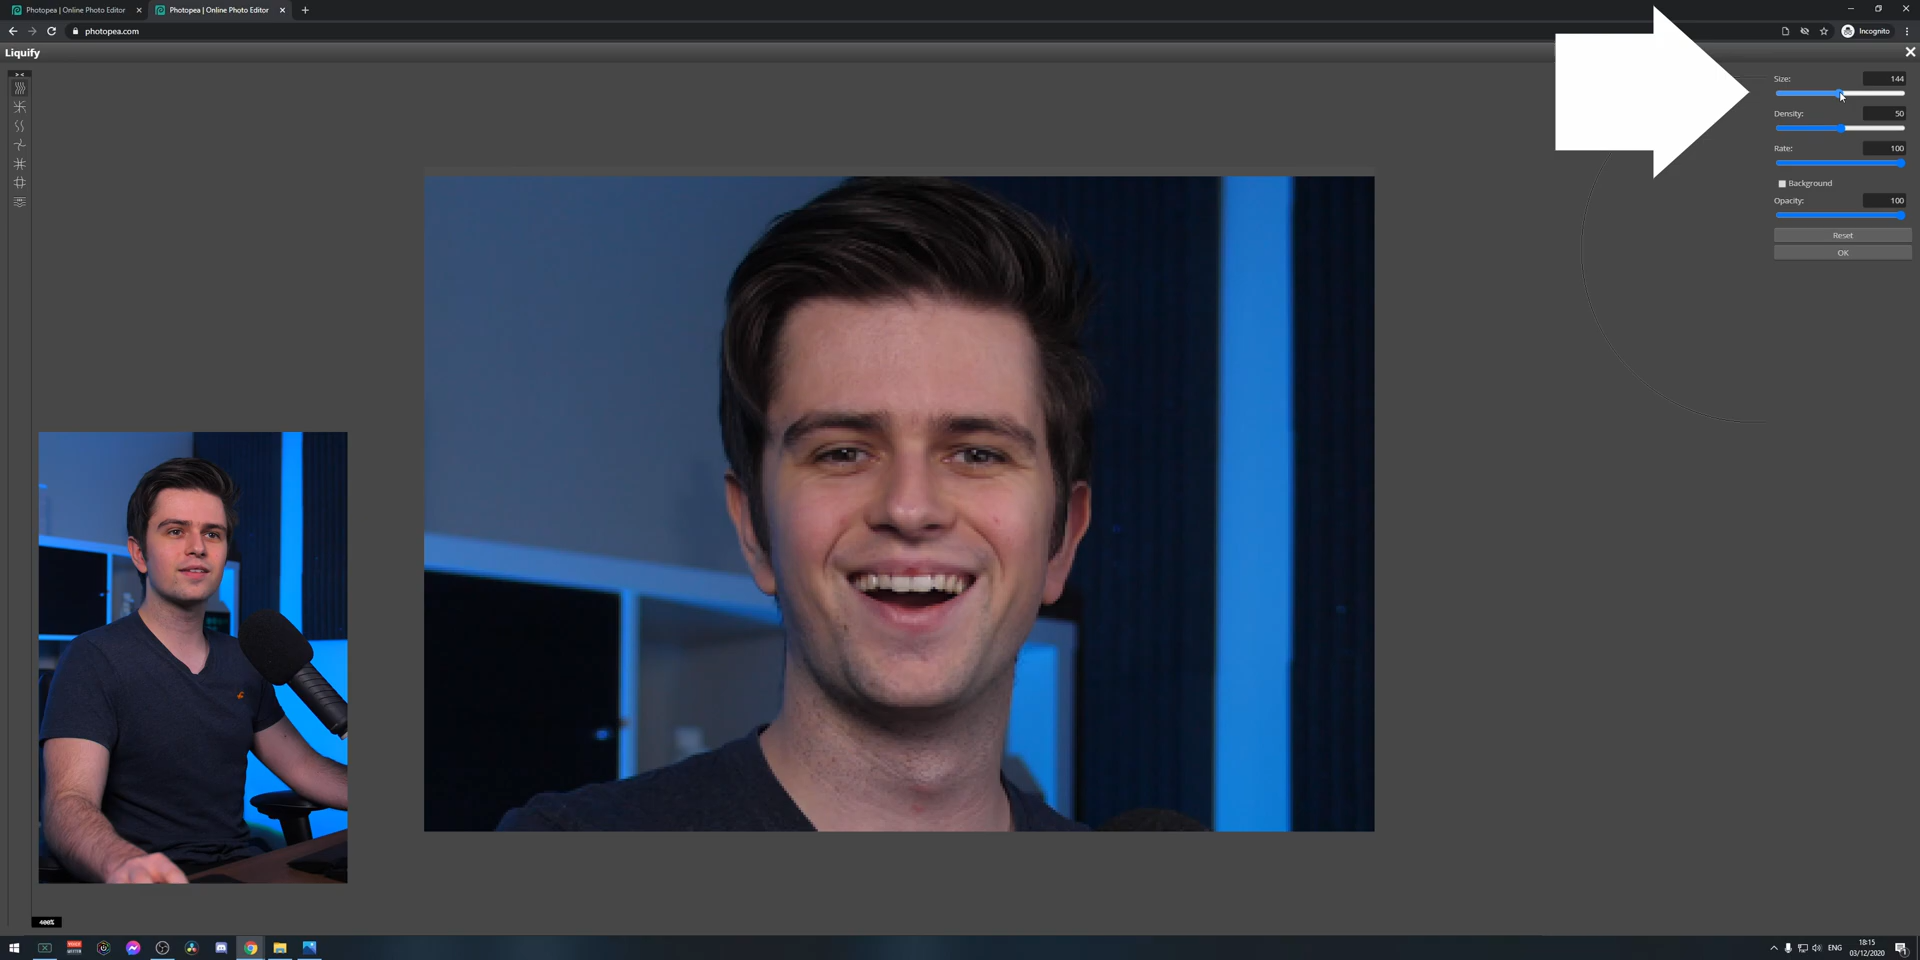 Photopea | Online Photo Editor
Photopea | Online Photo Editor
photopea.com
Incognito
Liquify
Size: 144
Density: 50
Rate: 100
Background
Opacity: 100
Reset
OK
400%
ENG
18:15
03/12/2020